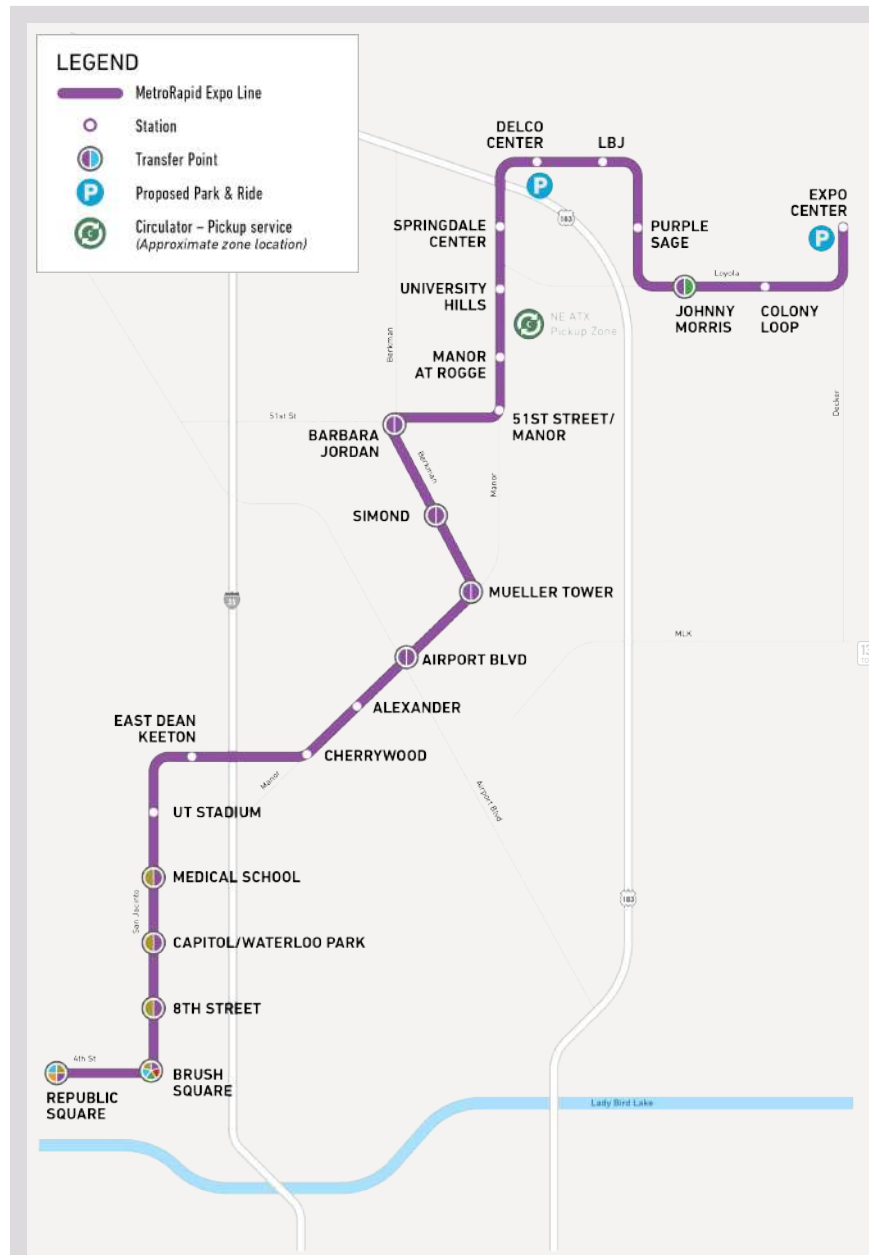 LEGEND
MetroRapid Expo Line
Station
Transfer Point
P
Proposed Park & Ride
C
Circulator – Pickup service
(Approximate zone location)
DELCO
CENTER
LBJ
P
183
EXPO
CENTER
P
SPRINGDALE
CENTER
PURPLE
SAGE
Loyola
UNIVERSITY
HILLS
JOHNNY
MORRIS
COLONY
LOOP
C
NE ATX
Pickup Zone
Berkman
MANOR
AT ROGGE
Decker
51st St
51ST STREET/
MANOR
BARBARA
JORDAN
Berkman
Manor
SIMOND
MUELLER TOWER
35
MLK
13
TO
AIRPORT BLVD
ALEXANDER
EAST DEAN
KEETON
CHERRYWOOD
Manor
Airport Blvd
UT STADIUM
MEDICAL SCHOOL
San Jacinto
183
CAPITOL/WATERLOO PARK
8TH STREET
4th St
BRUSH
SQUARE
REPUBLIC
SQUARE
Lady Bird Lake